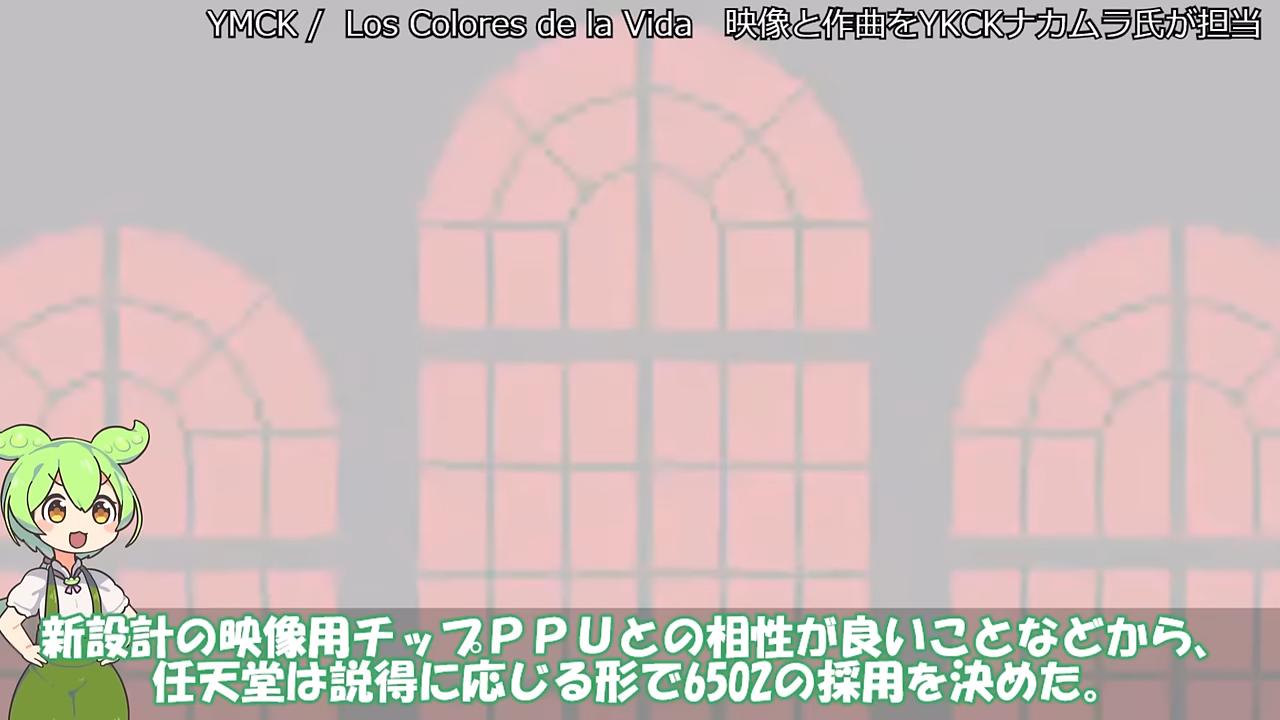 YMCK / Los Colores de la Vida　映像と作曲をYKCKナカムラ氏が担当
新設計の映像用チップＰＰＵとの相性が良いことなどから、
任天堂は説得に応じる形で6502の採用を決めた。